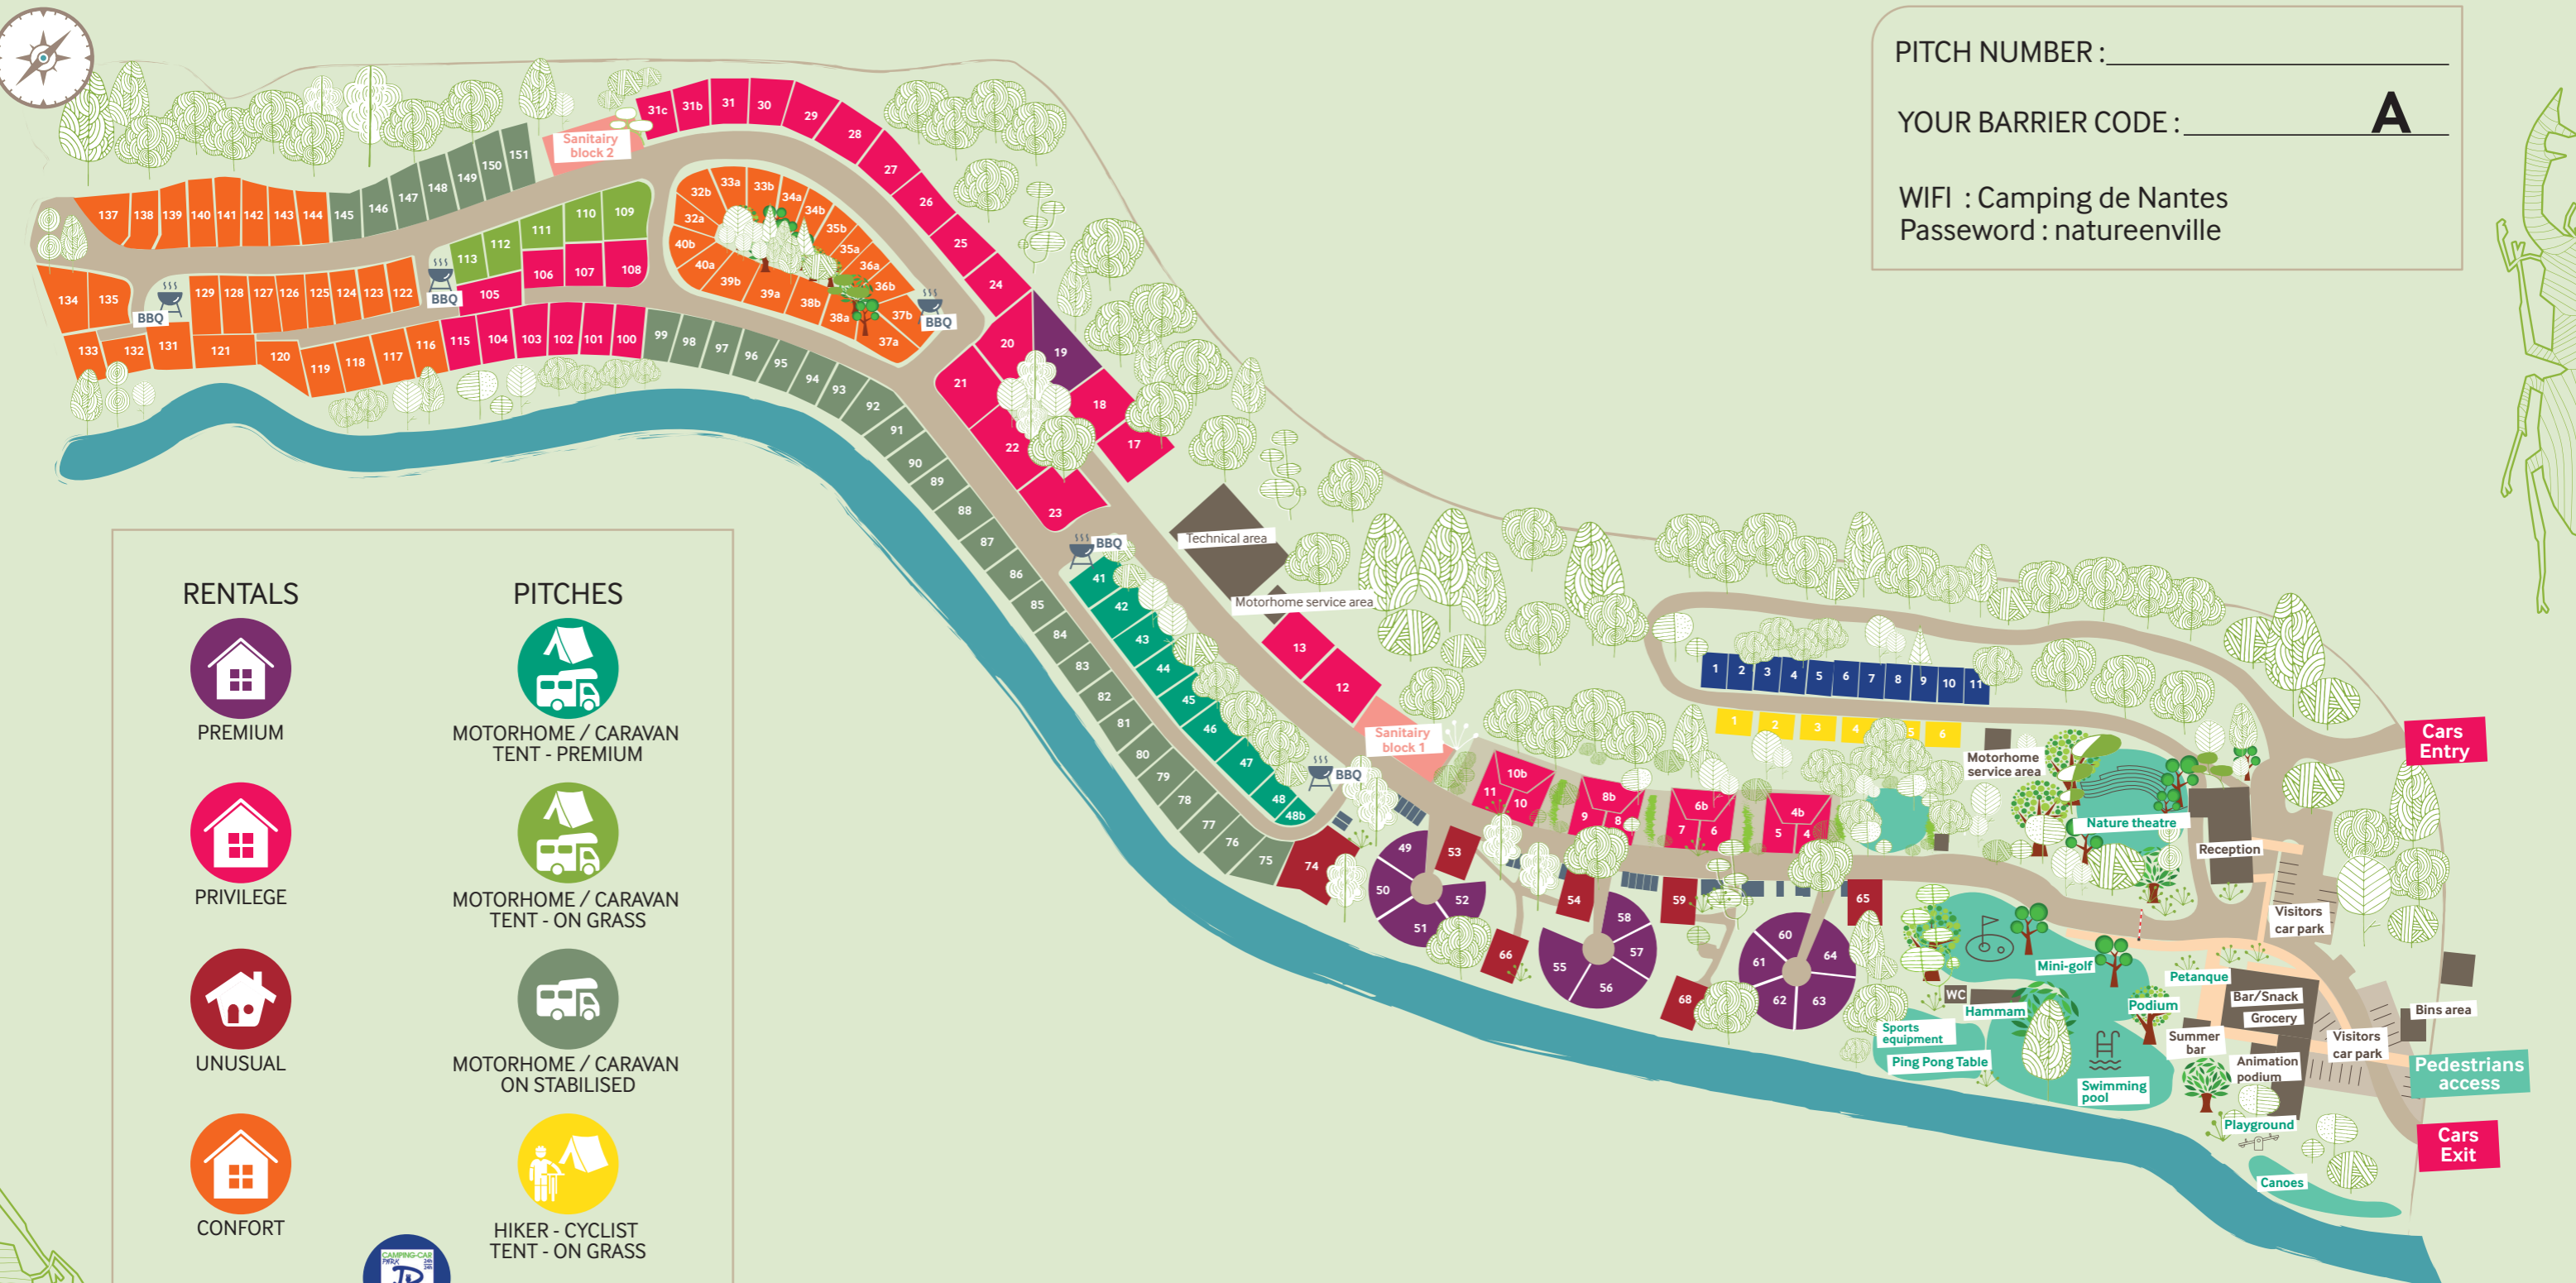 PITCH NUMBER :
YOUR BARRIER CODE : A
WIFI : Camping de Nantes
Passeword : natureenville
Sanitairy
block 2
31c 31b 31 30 29 28 27 26 25 24
151 150 149 148 147 146 145
137 138 139 140 141 142 143 144
109 110 111 112 113
105 106 107 108
BBQ
134 135
BBQ
129 128 127 126 125 124 123 122
133 132 131 121 120 119 118 117 116
115 104 103 102 101 100
32b 33a 33b 34a 34b 35b 35a 36a 36b 37b 37a
32a 40b 40a 39b 39a 38b 38a
BBQ
20 19 21 18 22 17 23
99 98 97 96 95 94 93 92 91 90 89 88 87 86 85 84 83 82 81 80 79 78 77 76 75
Technical area
BBQ
Motorhome service area
41 42 43 44 45 46 47 48 48b
13 12
Sanitairy
block 1
BBQ
1 2 3 4 5 6 7 8 9 10 11
1 2 3 4 5 6
10b 11 10
8b 9 8
6b 7 6
4b 5 4
74
49 50 51 52
53 54 59 65
66 68
55 56 57 58
60 61 62 63 64
Motorhome
service area
Cars
Entry
Nature theatre
Reception
Visitors
car park
Mini-golf
Petanque
WC
Hammam
Podium
Bar/Snack
Grocery
Bins area
Sports
equipment
Ping Pong Table
Summer
bar
Visitors
car park
Animation
podium
Pedestrians
access
Swimming
pool
Playground
Cars
Exit
Canoes
RENTALS
PREMIUM
PRIVILEGE
UNUSUAL
CONFORT
PITCHES
MOTORHOME / CARAVAN
TENT - PREMIUM
MOTORHOME / CARAVAN
TENT - ON GRASS
MOTORHOME / CARAVAN
ON STABILISED
HIKER - CYCLIST
TENT - ON GRASS
CAMPING-CAR
PARK